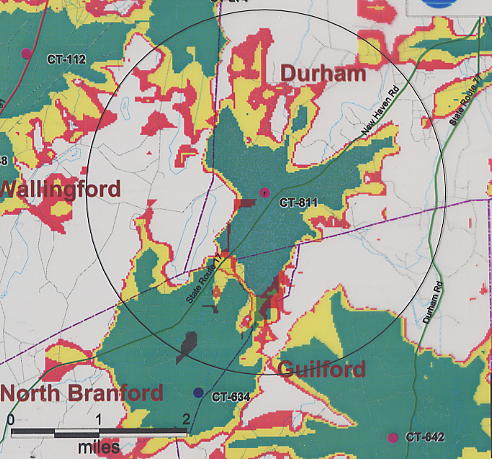 CT-112
Durham
New Haven Rd
State Route 77
Wallingford
CT-811
State Route 17
Durham Rd
Guilford
North Branford
CT-634
0 1 2
miles
CT-642